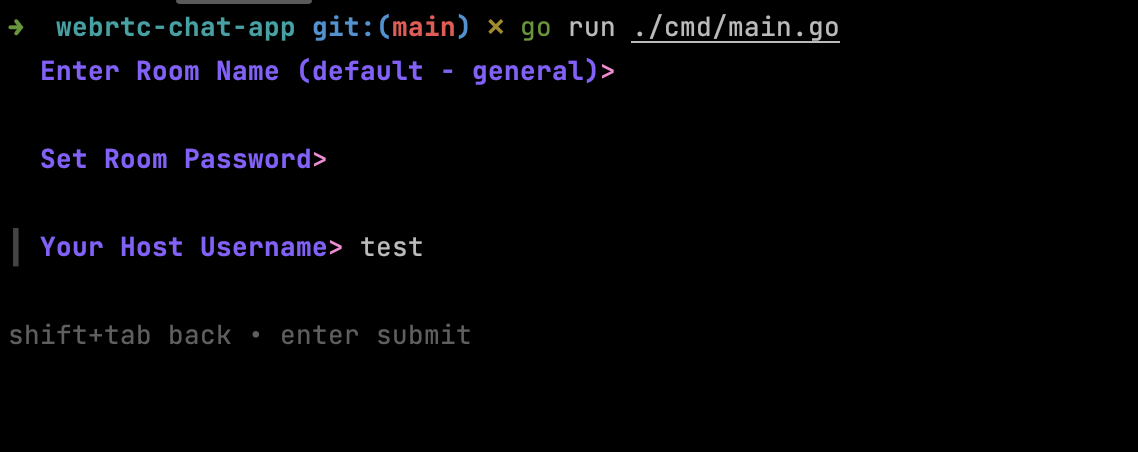 ➜ webrtc-chat-app git:(main) ✗ go run ./cmd/main.go
Enter Room Name (default - general)>
Set Room Password>
Your Host Username> test
shift+tab back • enter submit